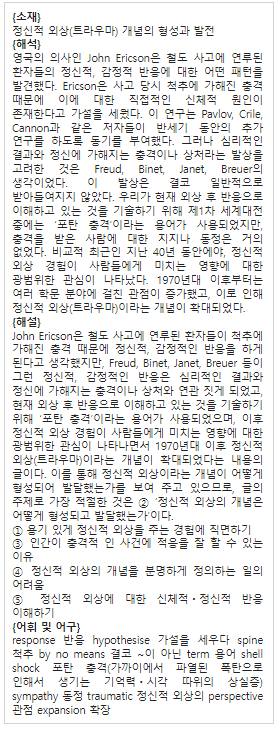 {소재}
정신적 외상(트라우마) 개념의 형성과 발전
{해석}
영국의 의사인 John Ericson은 철도 사고에 연루된
환자들의 정신적, 감정적 반응에 대한 어떤 패턴을
발견했다. Ericson은 사고 당시 척추에 가해진 충격
때문에 이에 대한 직접적인 신체적 원인이
존재한다고 가설을 세웠다. 이 연구는 Pavlov, Crile,
Cannon과 같은 저자들이 반세기 동안의 추가
연구를 하도록 동기를 부여했다. 그러나 심리적인
결과와 정신에 가해지는 충격이나 상처라는 발상을
고려한 것은 Freud, Binet, Janet, Breuer의
생각이었다. 이 발상은 결코 일반적으로
받아들여지지 않았다. 우리가 현재 외상 후 반응으로
이해하고 있는 것을 기술하기 위해 제1차 세계대전
중에는 ‘포탄 충격’이라는 용어가 사용되었지만,
충격을 받은 사람에 대한 지지나 동정은 거의
없었다. 비교적 최근인 지난 40년 동안에야, 정신적
외상 경험이 사람들에게 미치는 영향에 대한
광범위한 관심이 나타났다. 1970년대 이후부터는
여러 학문 분야에 걸친 관점이 증가했고, 이로 인해
정신적 외상(트라우마)이라는 개념이 확대되었다.
{해설}
John Ericson은 철도 사고에 연루된 환자들이 척추에
가해진 충격 때문에 정신적, 감정적인 반응을 하게
된다고 생각했지만, Freud, Binet, Janet, Breuer 등이
그런 정신적, 감정적인 반응은 심리적인 결과와
정신에 가해지는 충격이나 상처와 연관 짓게 되었고,
현재 외상 후 반응으로 이해하고 있는 것을 기술하기
위해 ‘포탄 충격’이라는 용어가 사용되었으며, 이후
정신적 외상 경험이 사람들에게 미치는 영향에 대한
광범위한 관심이 나타나면서 1970년대 이후 정신적
외상(트라우마)이라는 개념이 확대되었다는 내용의
글이다. 이를 통해 정신적 외상이라는 개념이 어떻게
형성되어 발달했는가를 보여 주고 있으므로, 글의
주제로 가장 적절한 것은 ② ‘정신적 외상의 개념은
어떻게 형성되고 발달했는가’이다.
① 용기 있게 정신적 외상을 주는 경험에 직면하기
③ 인간이 충격적 인 사건에 적응을 잘 할 수 있는
이유
④ 정신적 외상의 개념을 분명하게 정의하는 일의
어려움
⑤ 정신적 외상에 대한 신체적·정신적 반응
이해하기
{어휘 및 어구}
response 반응 hypothesise 가설을 세우다 spine
척추 by no means 결코 ~이 아닌 term 용어 shell
shock 포탄 충격(가까이에서 파열된 폭탄으로
인해서 생기는 기억력·시각 따위의 상실증)
sympathy 동정 traumatic 정신적 외상의 perspective
관점 expansion 확장